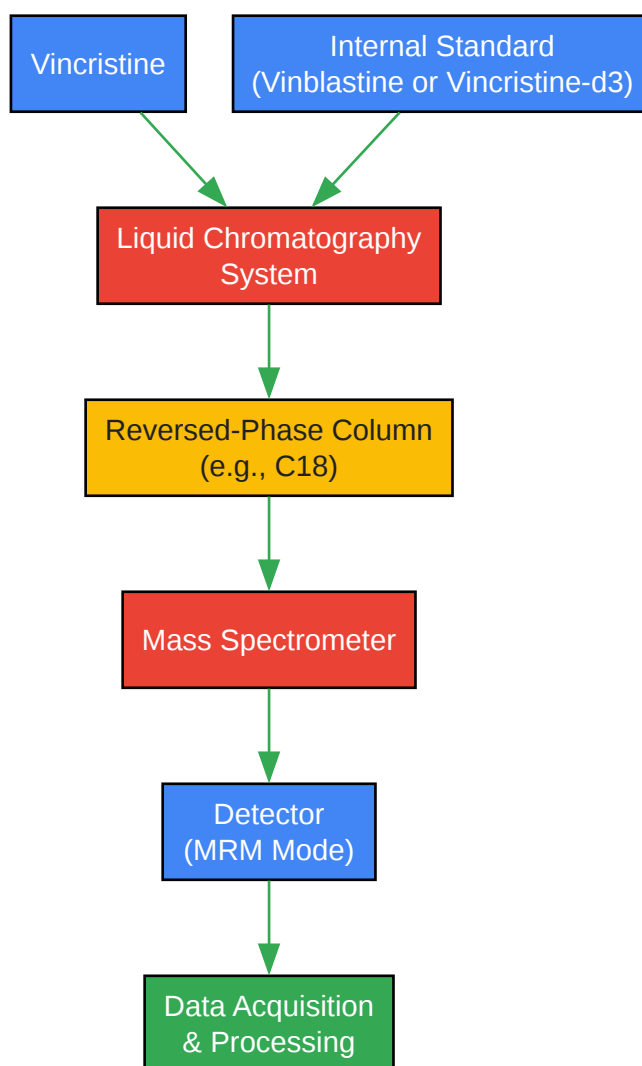 Vincristine
Internal Standard
(Vinblastine or Vincristine-d3)
Liquid Chromatography
System
Reversed-Phase Column
(e.g., C18)
Mass Spectrometer
Detector
(MRM Mode)
Data Acquisition
& Processing